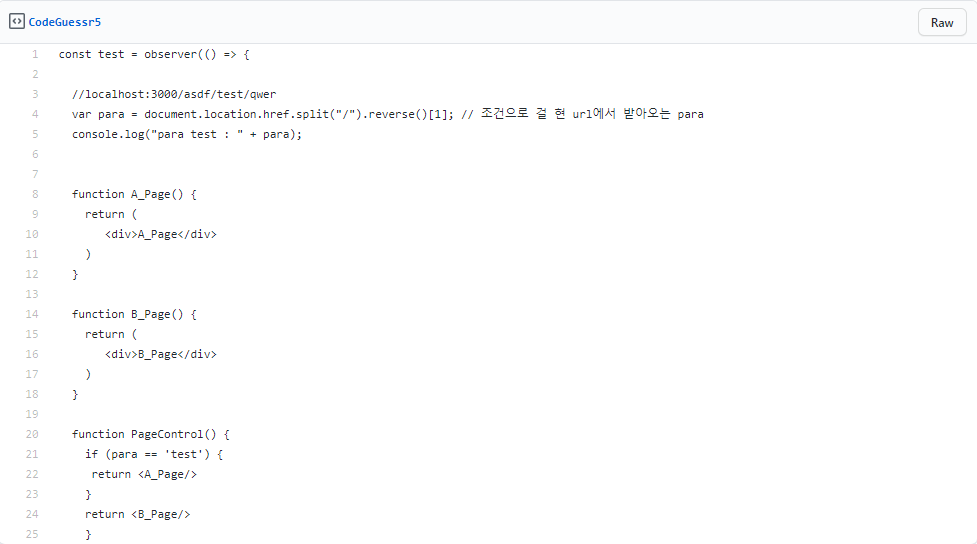 CodeGuessr5
Raw
1 const test = observer(() => {
2
3 //localhost:3000/asdf/test/qwer
4 var para = document.location.href.split("/").reverse()[1]; // 조건으로 걸 현 url에서 받아오는 para
5 console.log("para test : " + para);
6
7
8 function A_Page() {
9 return (
10 <div>A_Page</div>
11 )
12 }
13
14 function B_Page() {
15 return (
16 <div>B_Page</div>
17 )
18 }
19
20 function PageControl() {
21 if (para == 'test') {
22 return <A_Page/>
23 }
24 return <B_Page/>
25 }